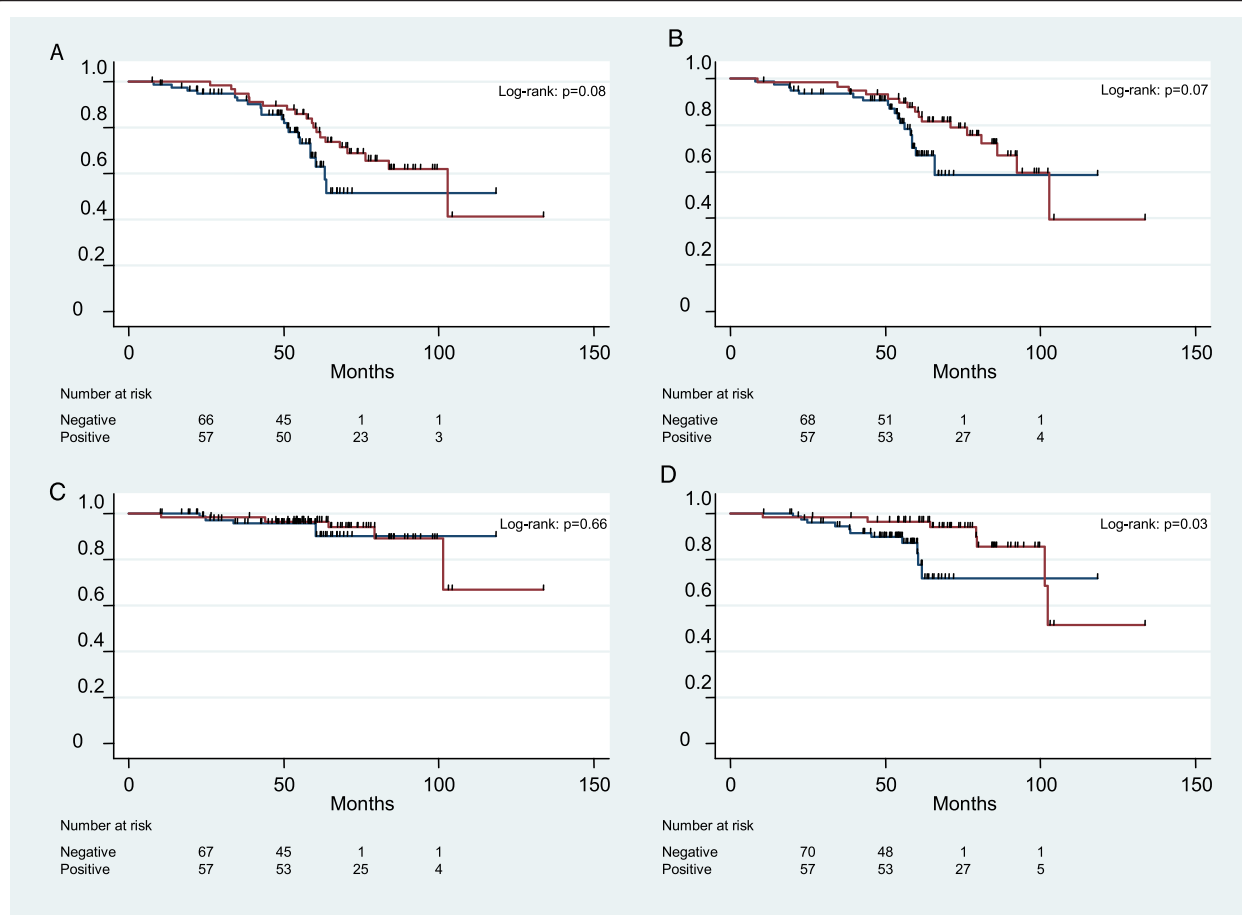 A
1.0
0.8
0.6
0.4
0.2
0
Log-rank: p=0.08
0 50 100 150
Months
Number at risk
Negative 66 45 1 1
Positive 57 50 23 3
B
1.0
0.8
0.6
0.4
0.2
0
Log-rank: p=0.07
0 50 100 150
Months
Number at risk
Negative 68 51 1 1
Positive 57 53 27 4
C
1.0
0.8
0.6
0.4
0.2
0
Log-rank: p=0.66
0 50 100 150
Months
Number at risk
Negative 67 45 1 1
Positive 57 53 25 4
D
1.0
0.8
0.6
0.4
0.2
0
Log-rank: p=0.03
0 50 100 150
Months
Number at risk
Negative 70 48 1 1
Positive 57 53 27 5